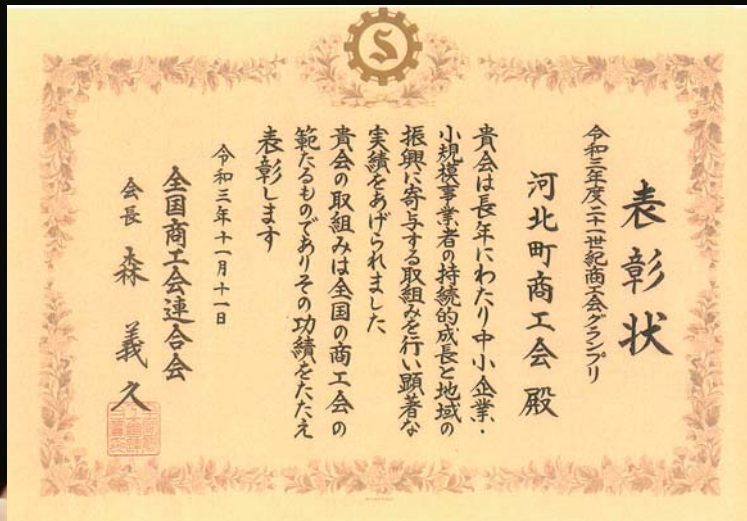 S
表彰状
令和三年度二十一世紀商工会グランプリ
河北町商工会殿
貴会は長年にわたり中小企業・
小規模事業者の持続的成長と地域の
振興に寄与する取組みを行い顕著な
実績をあげられました
貴会の取組みは全国の商工会の
範たるものでありその功績をたたえ
表彰します
令和三年十一月十一日
全国商工会連合会
会長 森 義久